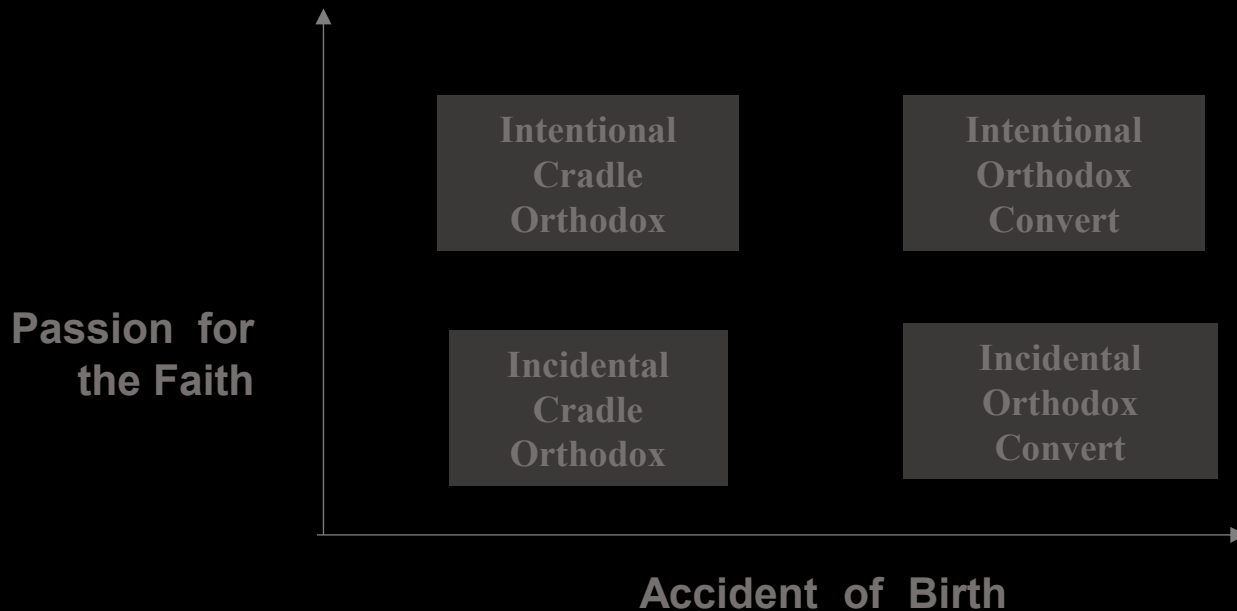 Intentional
Cradle
Orthodox
Intentional
Orthodox
Convert
Passion for
the Faith
Incidental
Cradle
Orthodox
Incidental
Orthodox
Convert
Accident of Birth